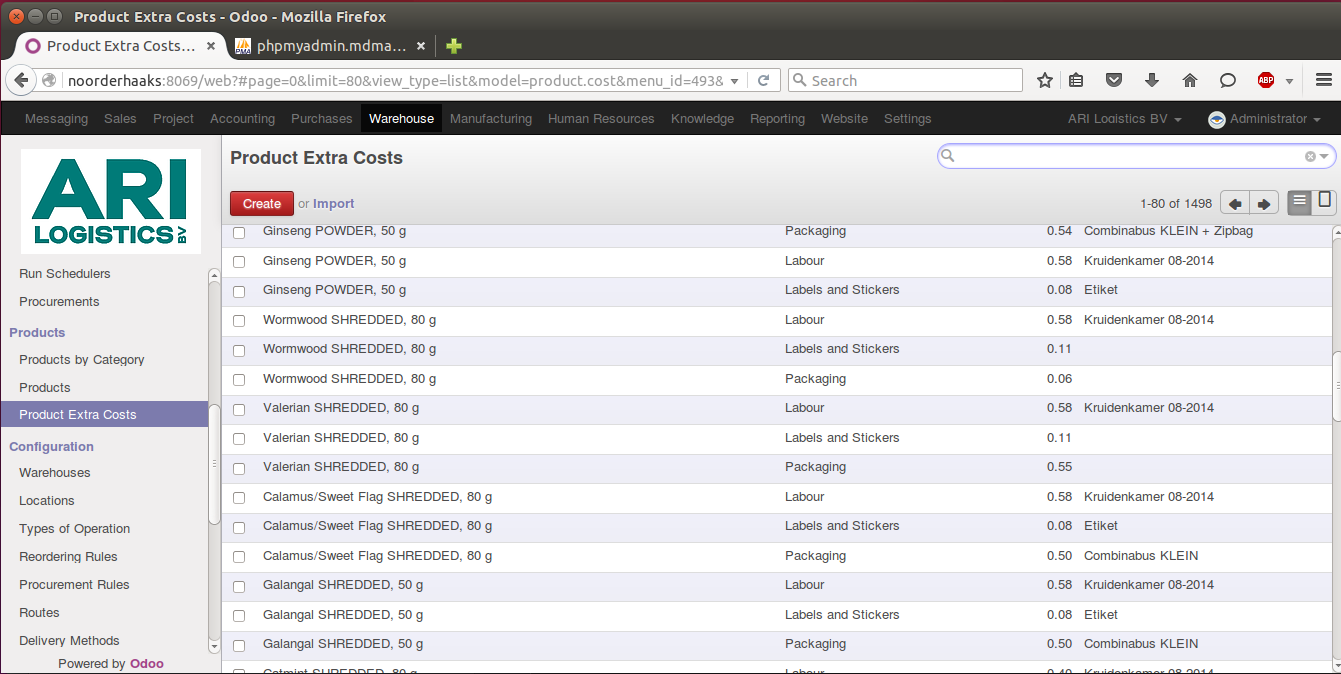 Product Extra Costs - Odoo - Mozilla Firefox
Product Extra Costs... × phpmyadmin.mdma... ×
noorderhaaks:8069/web?#page=0&limit=80&view_type=list&model=product.cost&menu_id=493& Search ABP
Messaging Sales Project Accounting Purchases Warehouse Manufacturing Human Resources Knowledge Reporting Website Settings ARI Logistics BV Administrator
ARI
LOGISTICS BV
Run Schedulers
Procurements
Products
Products by Category
Products
Product Extra Costs
Configuration
Warehouses
Locations
Types of Operation
Reordering Rules
Procurement Rules
Routes
Delivery Methods
Powered by Odoo
Product Extra Costs
Create or Import 1-80 of 1498
Ginseng POWDER, 50 g Packaging 0.54 Combinabus KLEIN + Zipbag
Ginseng POWDER, 50 g Labour 0.58 Kruidenkamer 08-2014
Ginseng POWDER, 50 g Labels and Stickers 0.08 Etiket
Wormwood SHREDDED, 80 g Labour 0.58 Kruidenkamer 08-2014
Wormwood SHREDDED, 80 g Labels and Stickers 0.11
Wormwood SHREDDED, 80 g Packaging 0.06
Valerian SHREDDED, 80 g Labour 0.58 Kruidenkamer 08-2014
Valerian SHREDDED, 80 g Labels and Stickers 0.11
Valerian SHREDDED, 80 g Packaging 0.55
Calamus/Sweet Flag SHREDDED, 80 g Labour 0.58 Kruidenkamer 08-2014
Calamus/Sweet Flag SHREDDED, 80 g Labels and Stickers 0.08 Etiket
Calamus/Sweet Flag SHREDDED, 80 g Packaging 0.50 Combinabus KLEIN
Galangal SHREDDED, 50 g Labour 0.58 Kruidenkamer 08-2014
Galangal SHREDDED, 50 g Labels and Stickers 0.08 Etiket
Galangal SHREDDED, 50 g Packaging 0.50 Combinabus KLEIN
Catmint SHREDDED, 80 g Labour 0.40 Kruidenkamer 08-2014